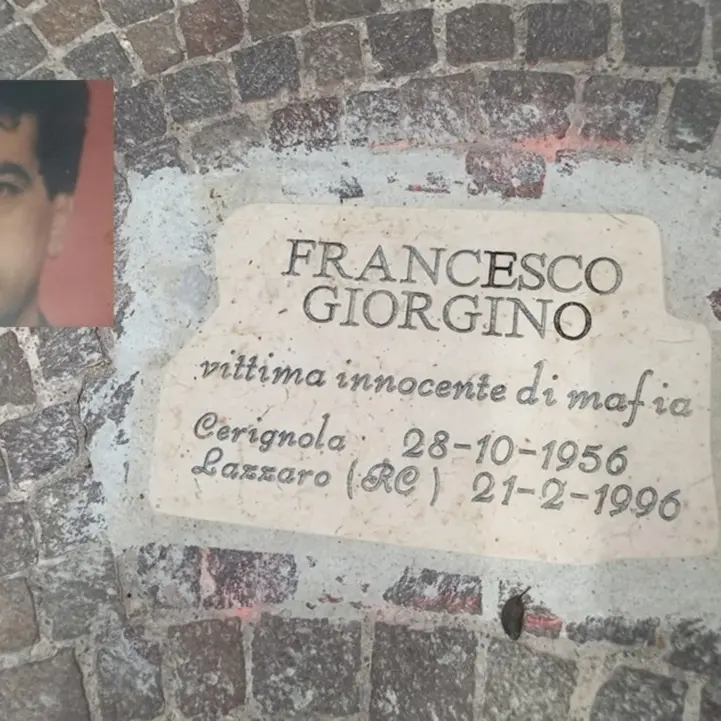 FRANCESCO
GIORGINO
vittima innocente di mafia
Cerignola 28-10-1956
Lazzaro (RC) 21-2-1996